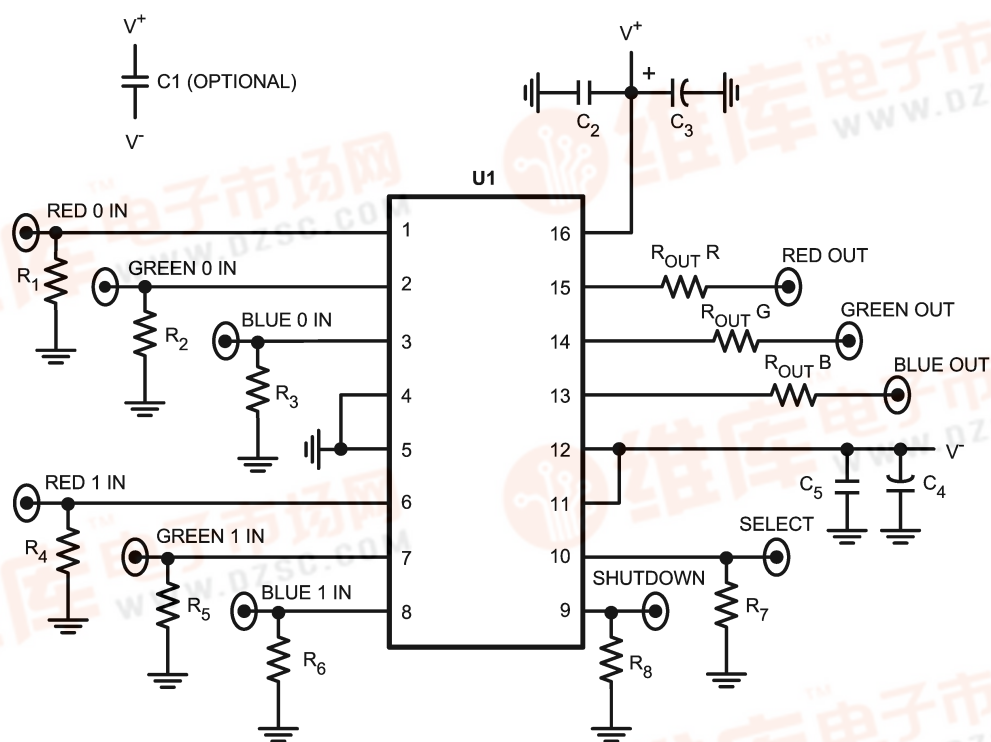 V⁺
C1 (OPTIONAL)
V⁻
V⁺
+
C₂
C₃
U1
RED 0 IN
R₁
GREEN 0 IN
R₂
BLUE 0 IN
R₃
RED 1 IN
R₄
GREEN 1 IN
R₅
BLUE 1 IN
R₆
1
2
3
4
5
6
7
8
16
15
14
13
12
11
10
9
R_OUT R
RED OUT
R_OUT G
GREEN OUT
R_OUT B
BLUE OUT
V⁻
C₅
C₄
SELECT
R₇
SHUTDOWN
R₈
维库电子市场网
WWW.DZSC.COM